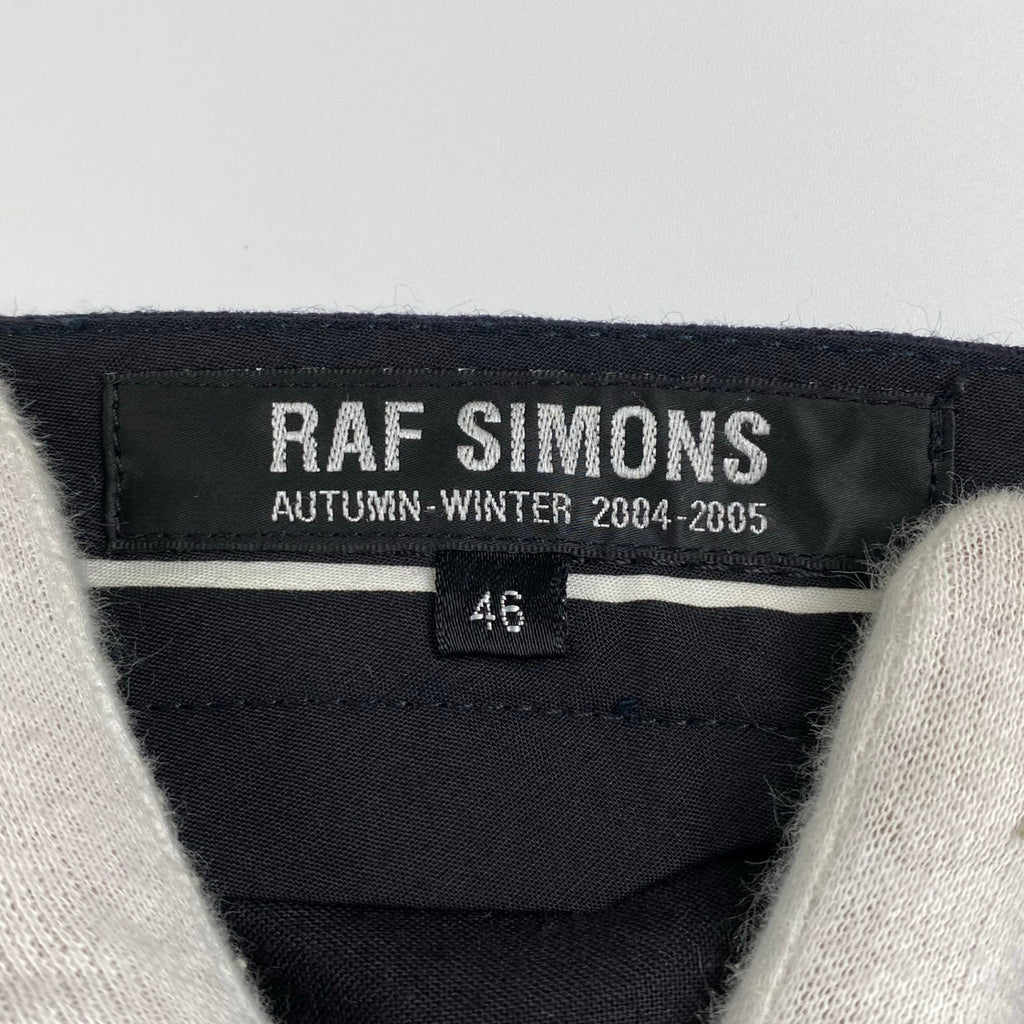 RAF SIMONS
AUTUMN-WINTER 2004-2005
46